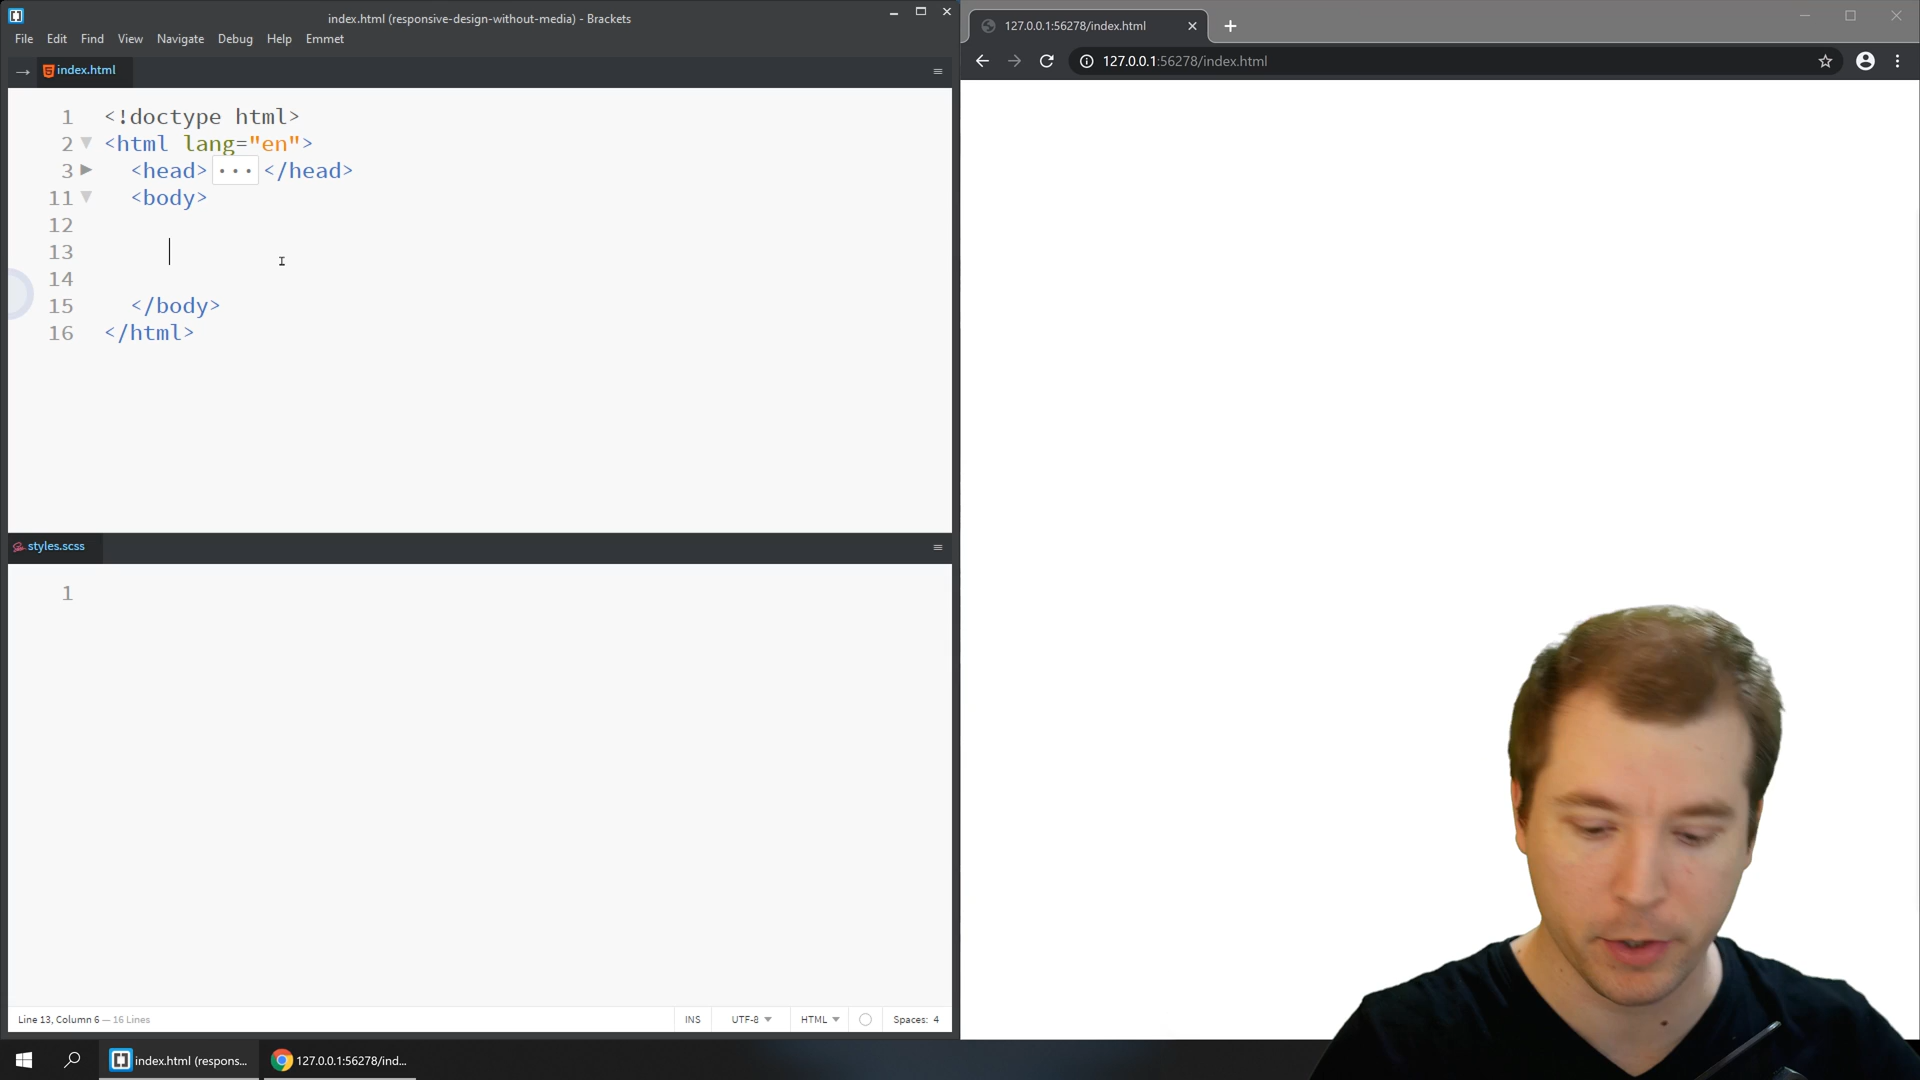 index.html (responsive-design-without-media) - Brackets
File Edit Find View Navigate Debug Help Emmet
index.html
1 <!doctype html>
2 <html lang="en">
3 <head>...</head>
11 <body>
12
13
14
15 </body>
16 </html>
styles.scss
1
Line 13, Column 6 — 16 Lines
INS UTF-8 HTML Spaces: 4
127.0.0.1:56278/index.html
127.0.0.1:56278/index.html
index.html (respons...
127.0.0.1:56278/ind...